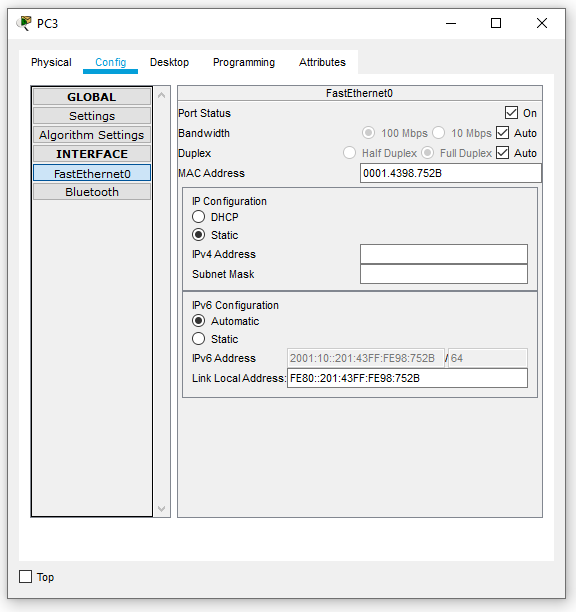 PC3
Physical Config Desktop Programming Attributes
GLOBAL
Settings
Algorithm Settings
INTERFACE
FastEthernet0
Bluetooth
FastEthernet0
Port Status On
Bandwidth 100 Mbps 10 Mbps Auto
Duplex Half Duplex Full Duplex Auto
MAC Address 0001.4398.752B
IP Configuration
DHCP
Static
IPv4 Address
Subnet Mask
IPv6 Configuration
Automatic
Static
IPv6 Address 2001:10::201:43FF:FE98:752B / 64
Link Local Address: FE80::201:43FF:FE98:752B
Top